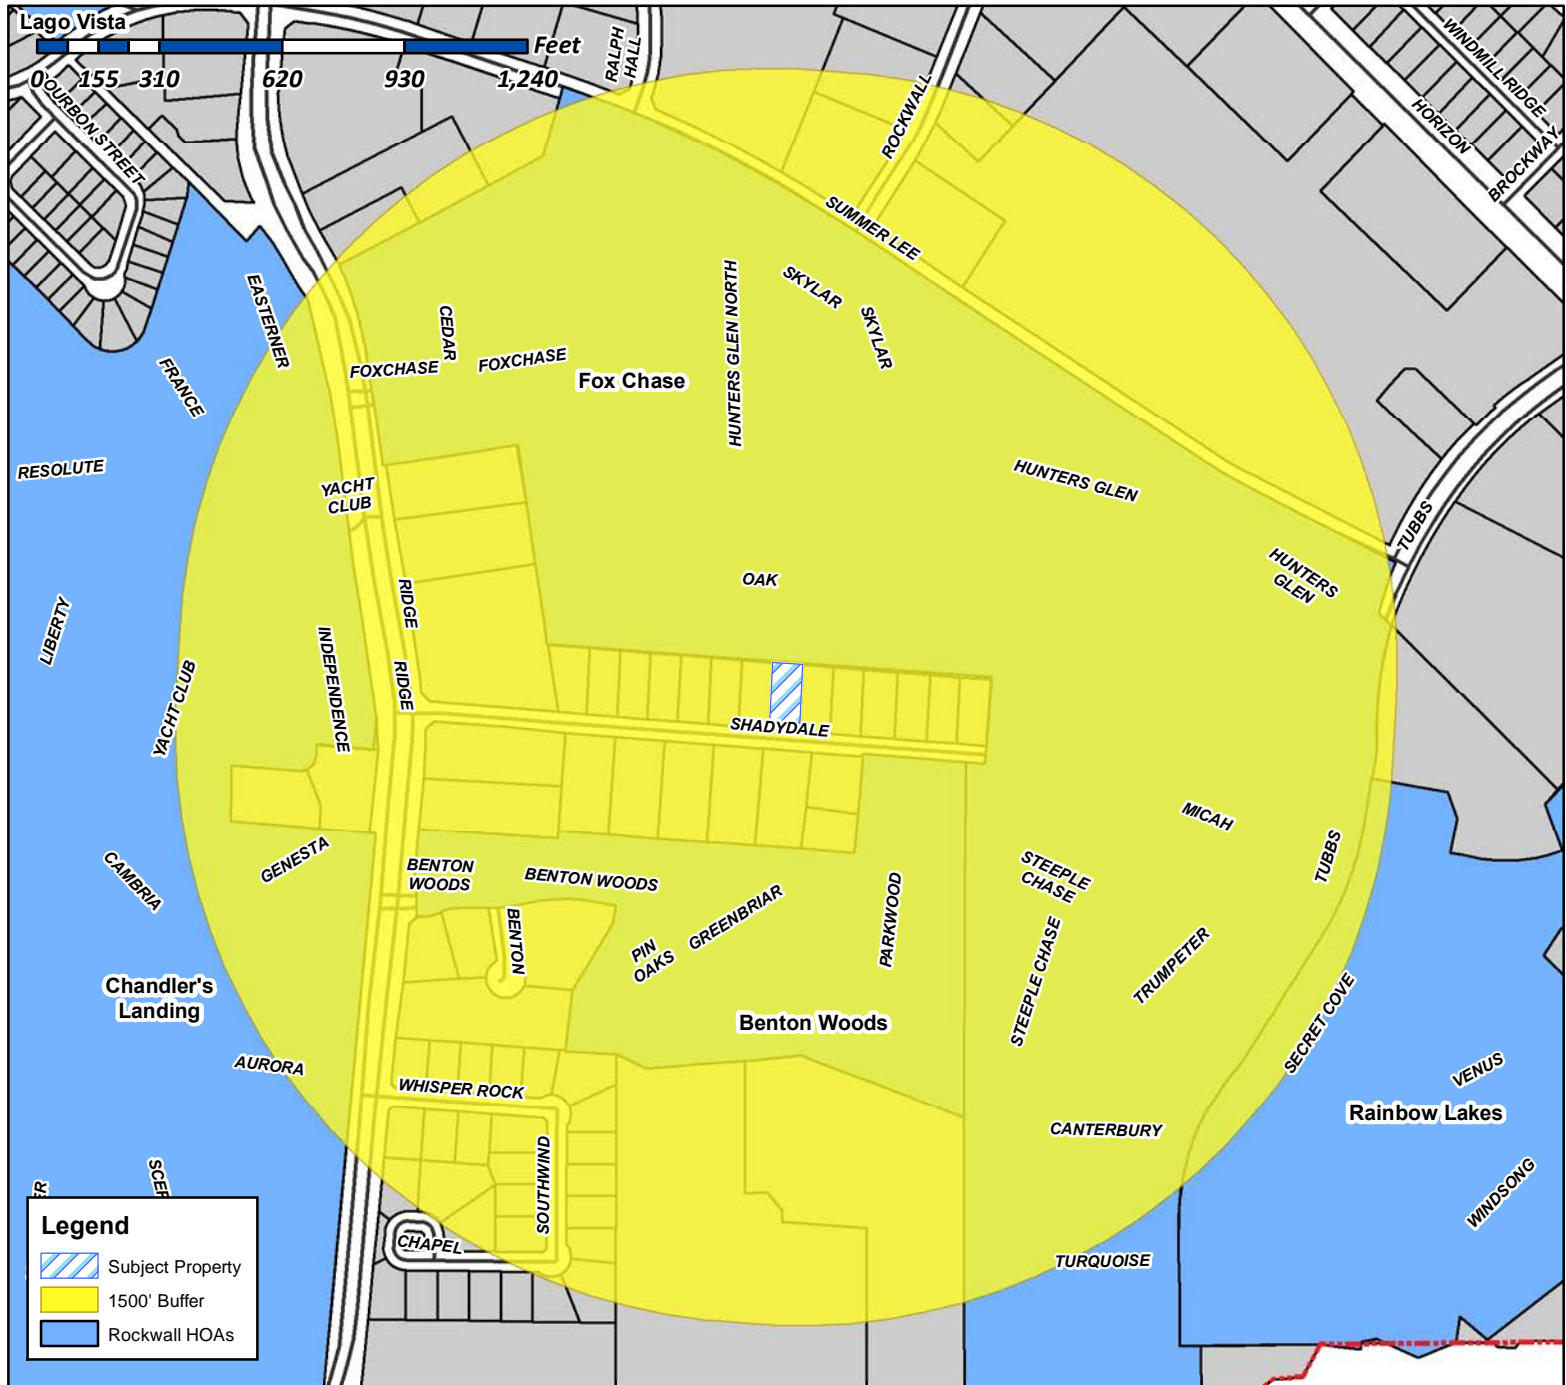 Lago Vista
Feet
0 155 310 620 930 1,240
RALPH
HALL
WINDMILL RIDGE
HORIZON
BROCKWAY
ROCKWALL
OURBON STREET
SUMMER LEE
EASTERNER
CEDAR
FOXCHASE
FOXCHASE
Fox Chase
HUNTERS GLEN NORTH
SKYLAR
SKYLAR
FRANCE
RESOLUTE
YACHT
CLUB
HUNTERS GLEN
TUBBS
HUNTERS
GLEN
OAK
RIDGE
LIBERTY
INDEPENDENCE
RIDGE
YACHT CLUB
SHADYDALE
MICAH
TUBBS
GENESTA
CAMBRIA
BENTON
WOODS
BENTON WOODS
BENTON
GREENBRIAR
PIN
OAKS
PARKWOOD
STEEPLE
CHASE
STEEPLE CHASE
TRUMPETER
SECRET COVE
Chandler's
Landing
Benton Woods
AURORA
WHISPER ROCK
VENUS
Rainbow Lakes
CANTERBURY
SOUTHWIND
WINDSONG
SCEP
ER
CHAPEL
TURQUOISE
Legend
Subject Property
1500' Buffer
Rockwall HOAs